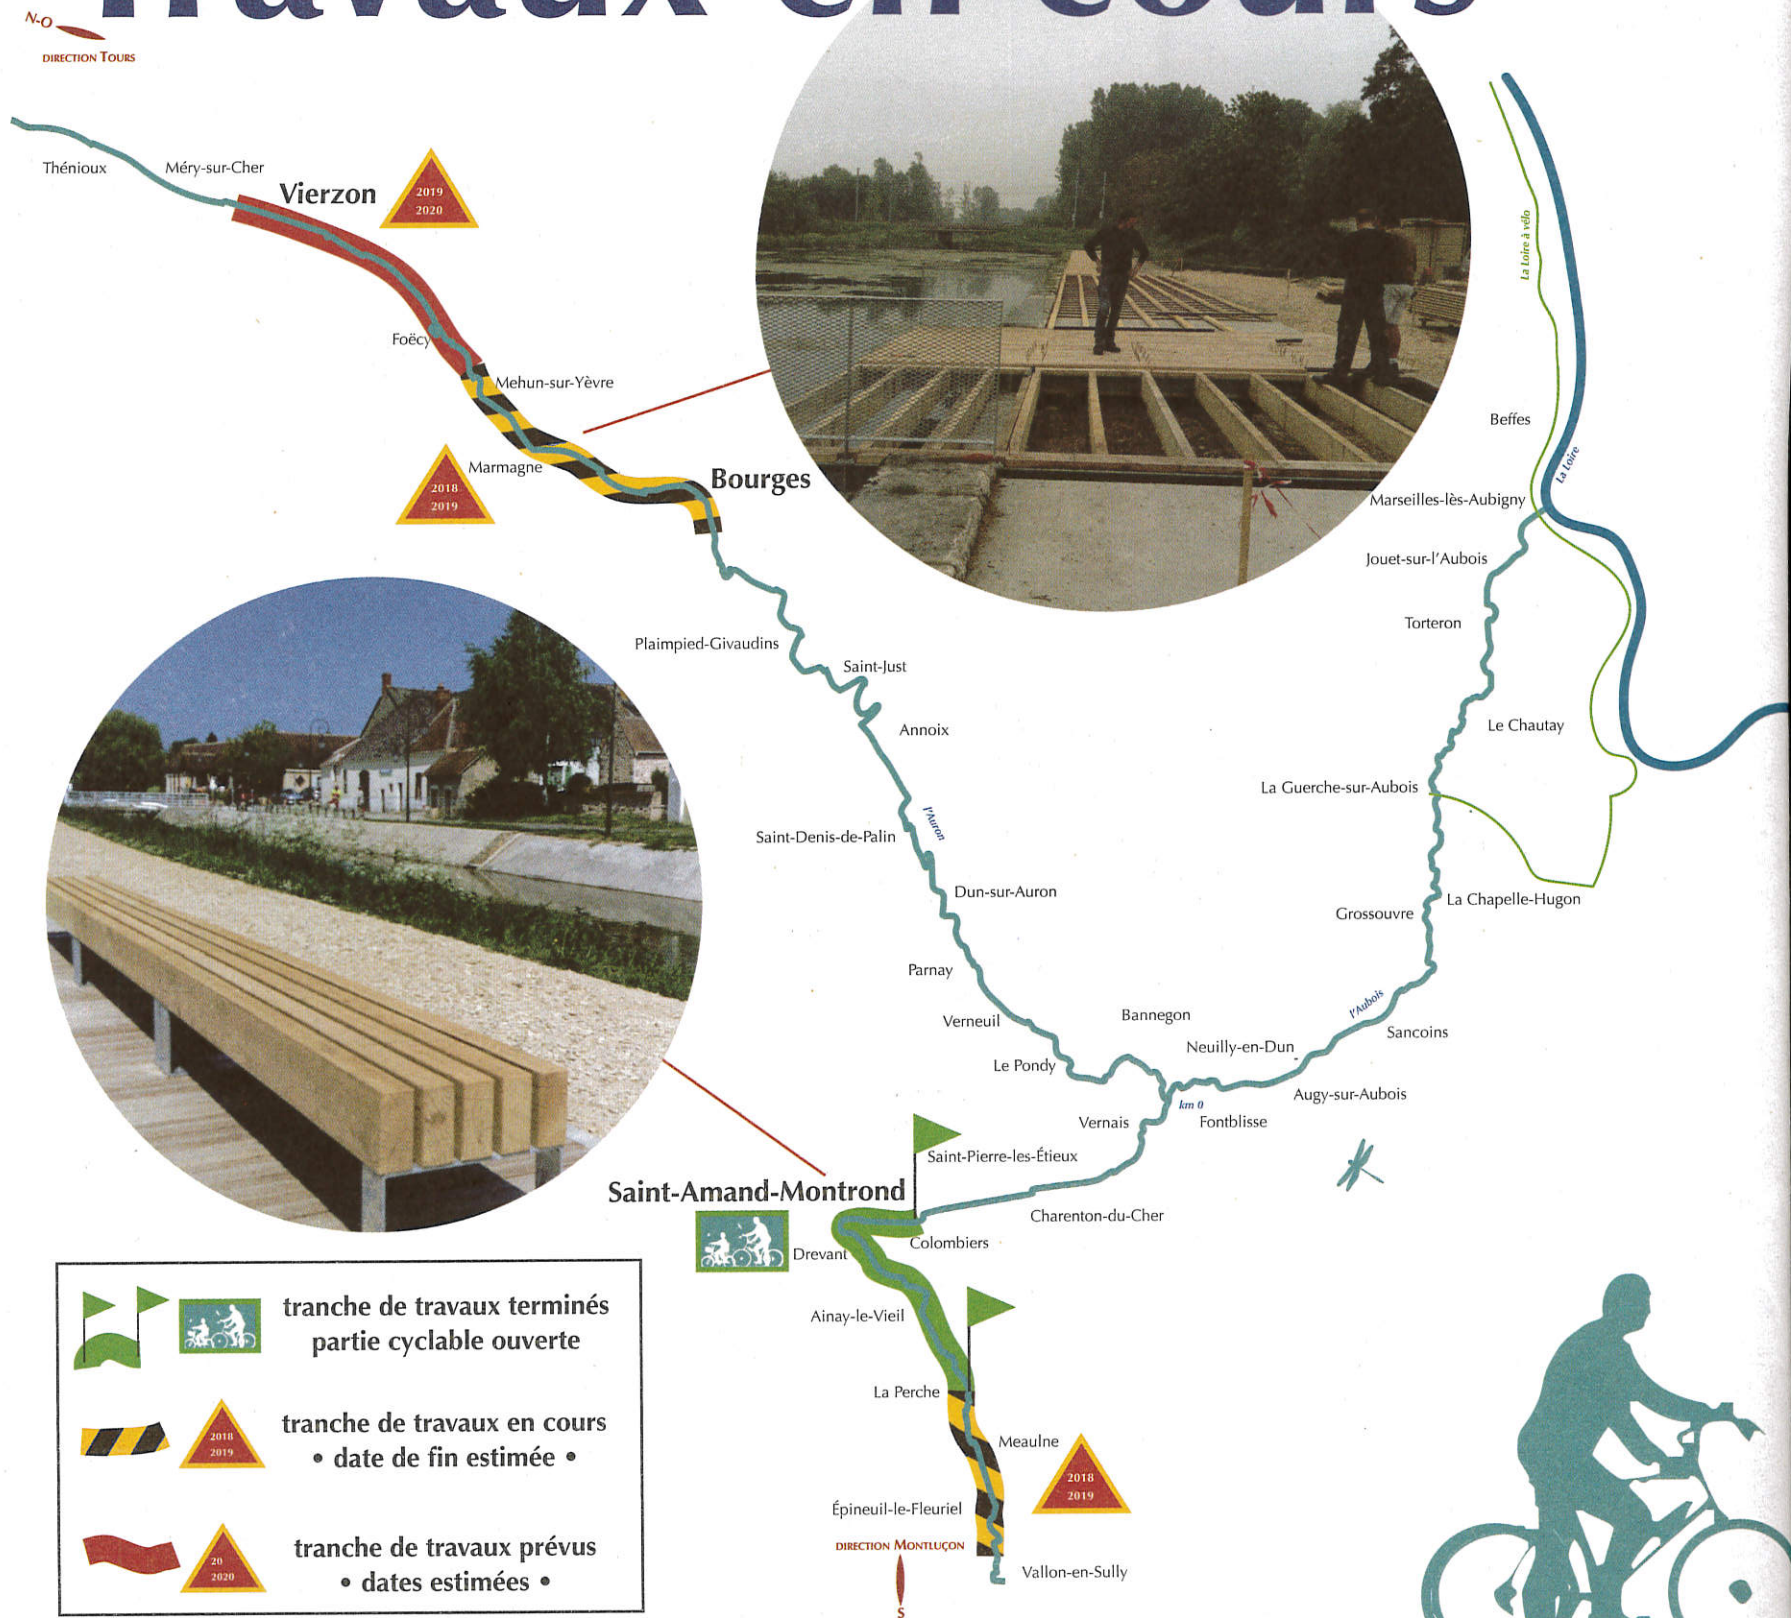 Travaux en cours
N-O
DIRECTION TOURS
Thénioux
Méry-sur-Cher
Vierzon
2019
2020
Foëcy
Mehun-sur-Yèvre
Marmagne
2018
2019
Bourges
La Loire à vélo
Beffes
La Loire
Marseilles-lès-Aubigny
Jouet-sur-l'Aubois
Torteron
Plaimpied-Givaudins
Saint-Just
Annoix
Le Chautay
La Guerche-sur-Aubois
l'Auron
Saint-Denis-de-Palin
Dun-sur-Auron
La Chapelle-Hugon
Grossouvre
Parnay
Verneuil
Bannegon
l'Aubois
Sancoins
Neuilly-en-Dun
Le Pondy
Augy-sur-Aubois
km 0
Vernais
Fontblisse
Saint-Pierre-les-Étieux
Saint-Amand-Montrond
Charenton-du-Cher
Colombiers
Drevant
Ainay-le-Vieil
La Perche
Meaulne
2018
2019
Épineuil-le-Fleuriel
DIRECTION MONTLUÇON
S
Vallon-en-Sully
tranche de travaux terminés
partie cyclable ouverte
2018
2019
tranche de travaux en cours
• date de fin estimée •
20
2020
tranche de travaux prévus
• dates estimées •